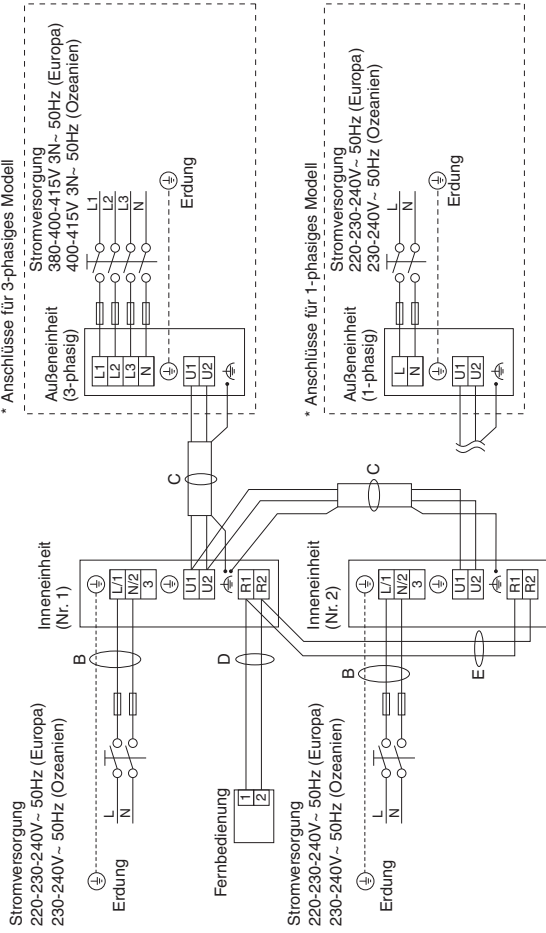 Stromversorgung
220-230-240V~ 50Hz (Europa)
230-240V~ 50Hz (Ozeanien)
Erdung
L
N
B
Inneneinheit
(Nr. 1)
L/1
N/2
3
U1
U2
R1
R2
Fernbedienung
1
2
D
C
* Anschlüsse für 3-phasiges Modell
Außeneinheit
(3-phasig)
L1
L2
L3
N
U1
U2
Stromversorgung
380-400-415V 3N~ 50Hz (Europa)
400-415V 3N~ 50Hz (Ozeanien)
L1
L2
L3
N
Erdung
Stromversorgung
220-230-240V~ 50Hz (Europa)
230-240V~ 50Hz (Ozeanien)
Erdung
L
N
B
Inneneinheit
(Nr. 2)
L/1
N/2
3
U1
U2
R1
R2
E
C
* Anschlüsse für 1-phasiges Modell
Außeneinheit
(1-phasig)
L
N
U1
U2
Stromversorgung
220-230-240V~ 50Hz (Europa)
230-240V~ 50Hz (Ozeanien)
L
N
Erdung